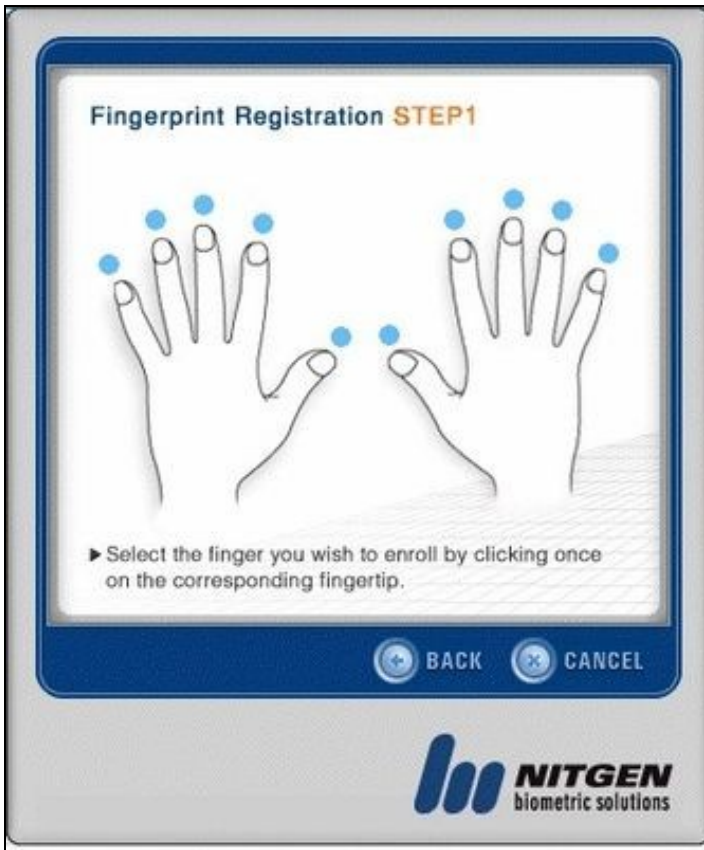 Fingerprint Registration STEP1
▶ Select the finger you wish to enroll by clicking once
on the corresponding fingertip.
BACK CANCEL
NITGEN
biometric solutions